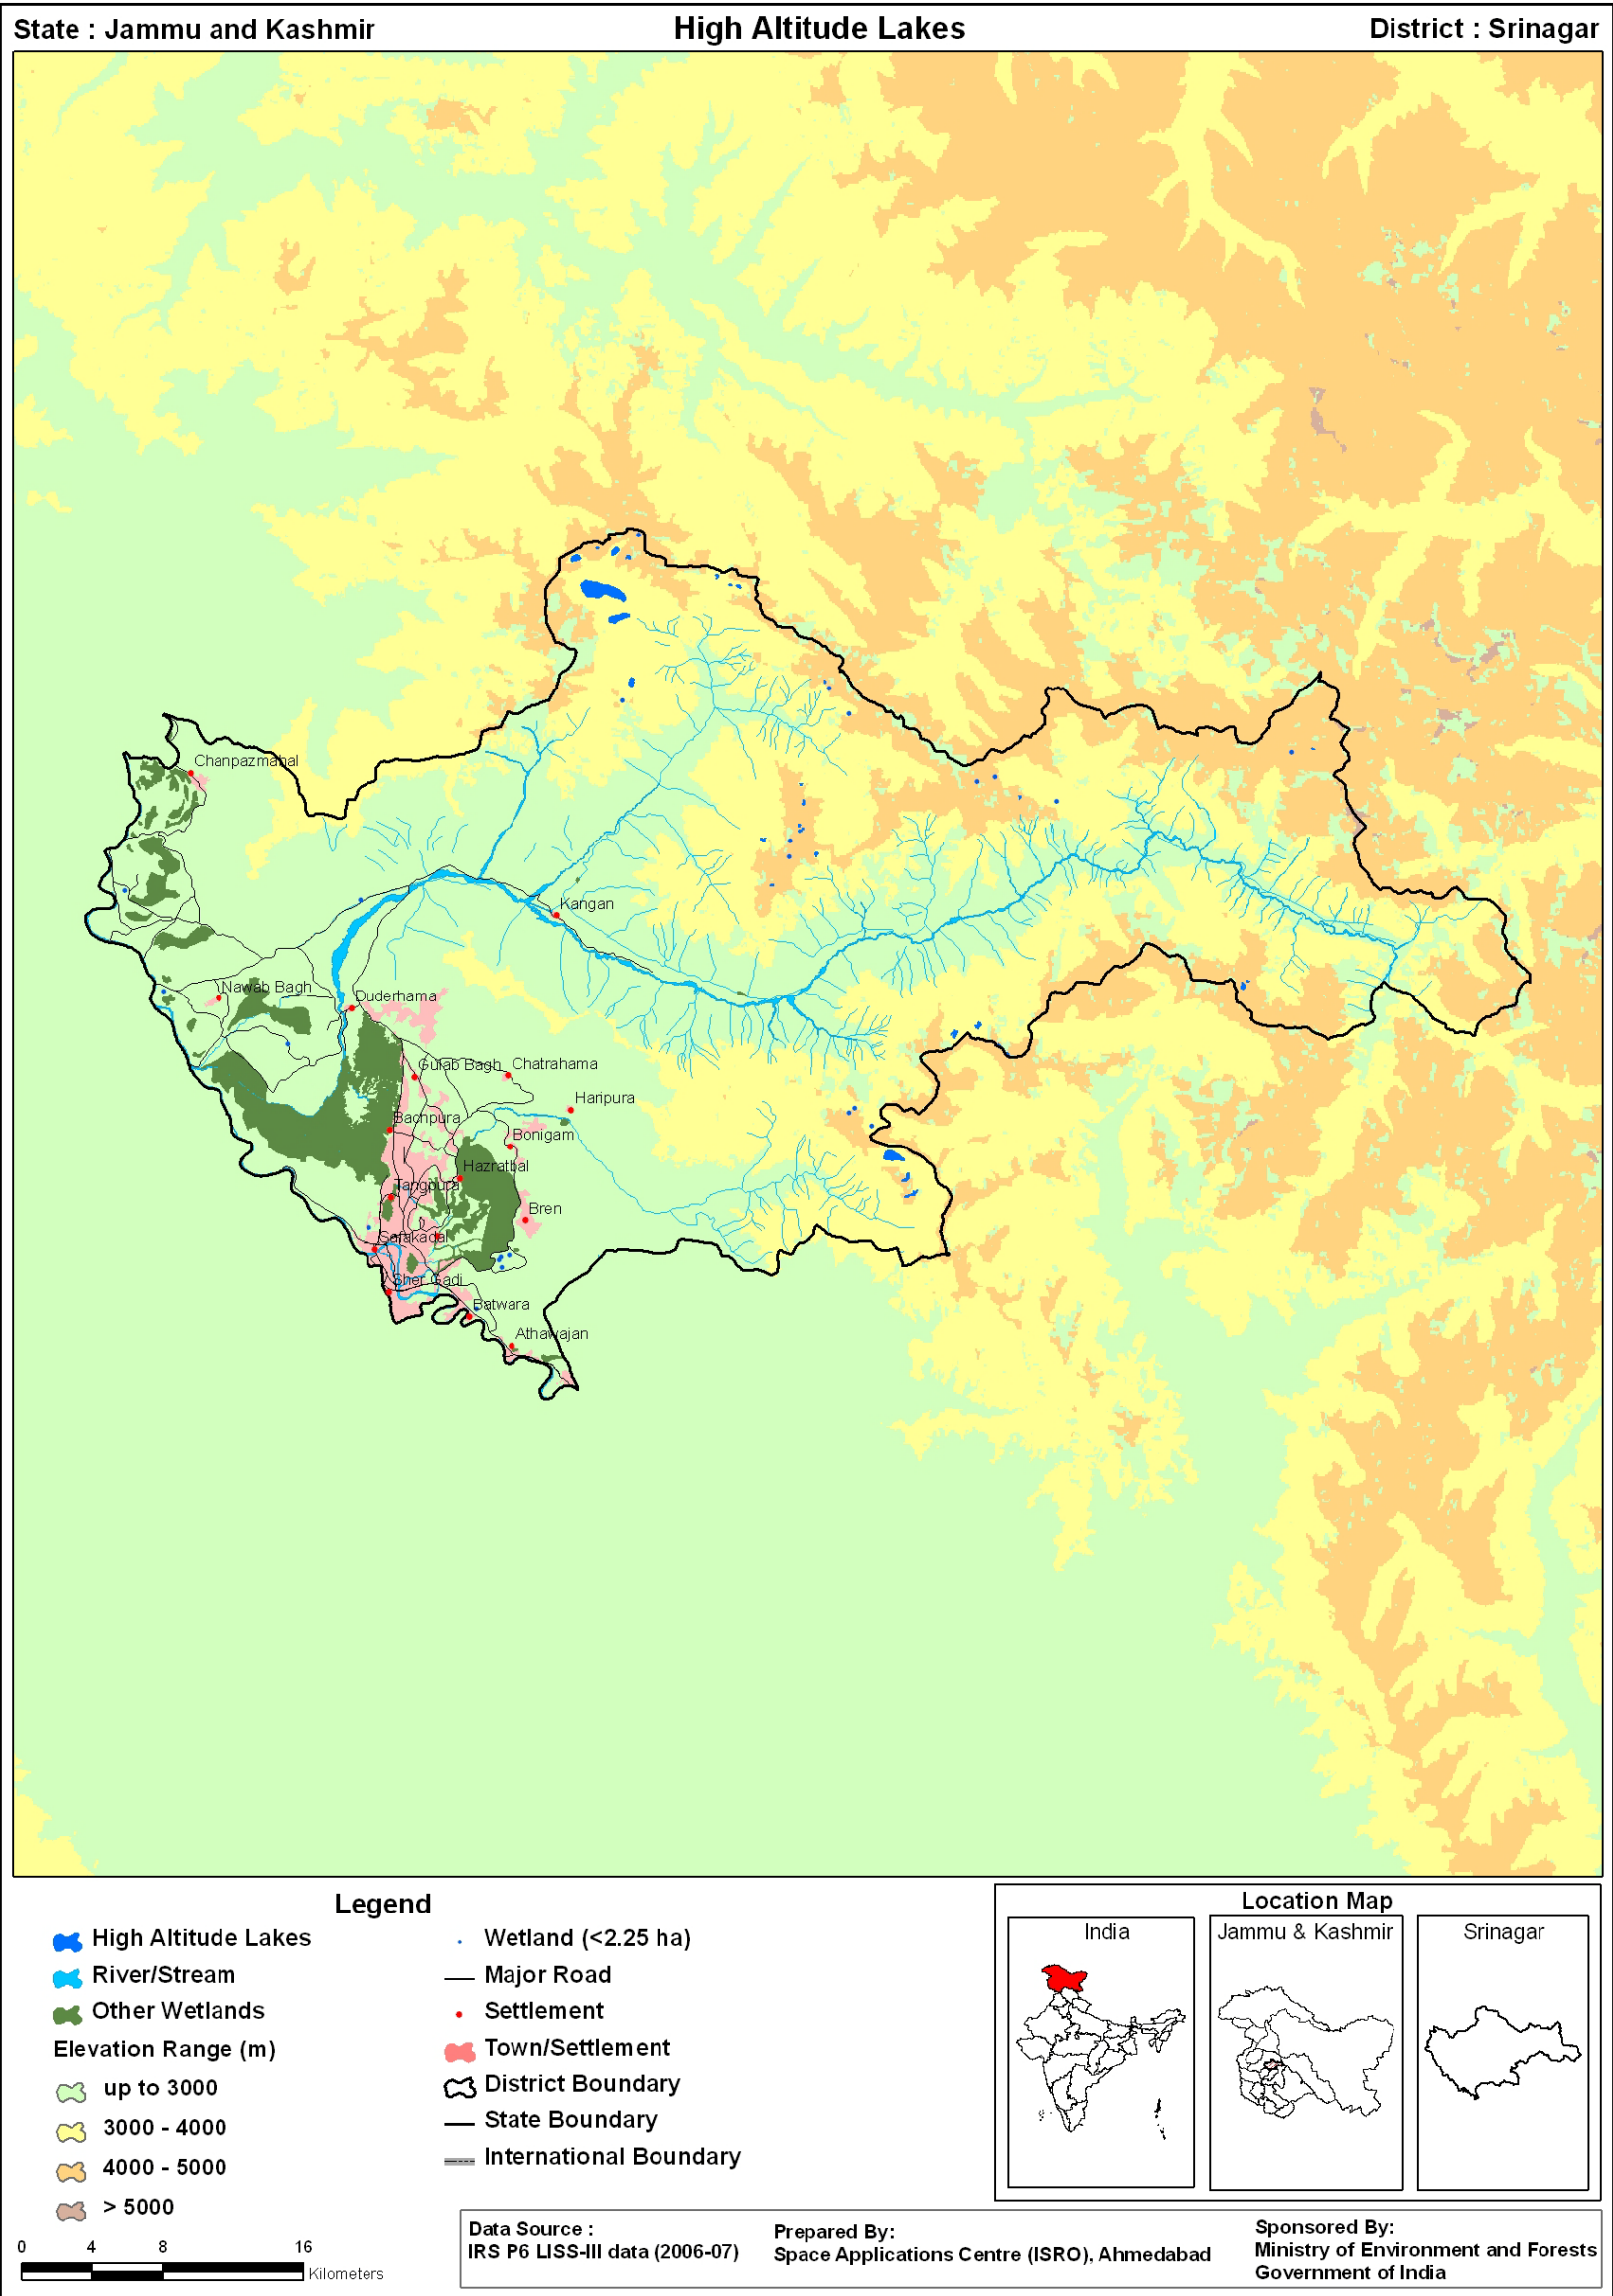 State : Jammu and Kashmir
High Altitude Lakes
District : Srinagar
Chanpazmahal
Kangan
Nawab Bagh
Duderhama
Gulab Bagh
Chatrahama
Haripura
Bachpura
Bonigam
Hazratbal
Tangpura
Bren
Safakadal
Sher Gadi
Batwara
Athawajan
Legend
High Altitude Lakes
River/Stream
Other Wetlands
Elevation Range (m)
up to 3000
3000 - 4000
4000 - 5000
> 5000
Wetland (<2.25 ha)
Major Road
Settlement
Town/Settlement
District Boundary
State Boundary
International Boundary
0 4 8 16
Kilometers
Location Map
India
Jammu & Kashmir
Srinagar
Data Source :
IRS P6 LISS-III data (2006-07)
Prepared By:
Space Applications Centre (ISRO), Ahmedabad
Sponsored By:
Ministry of Environment and Forests
Government of India